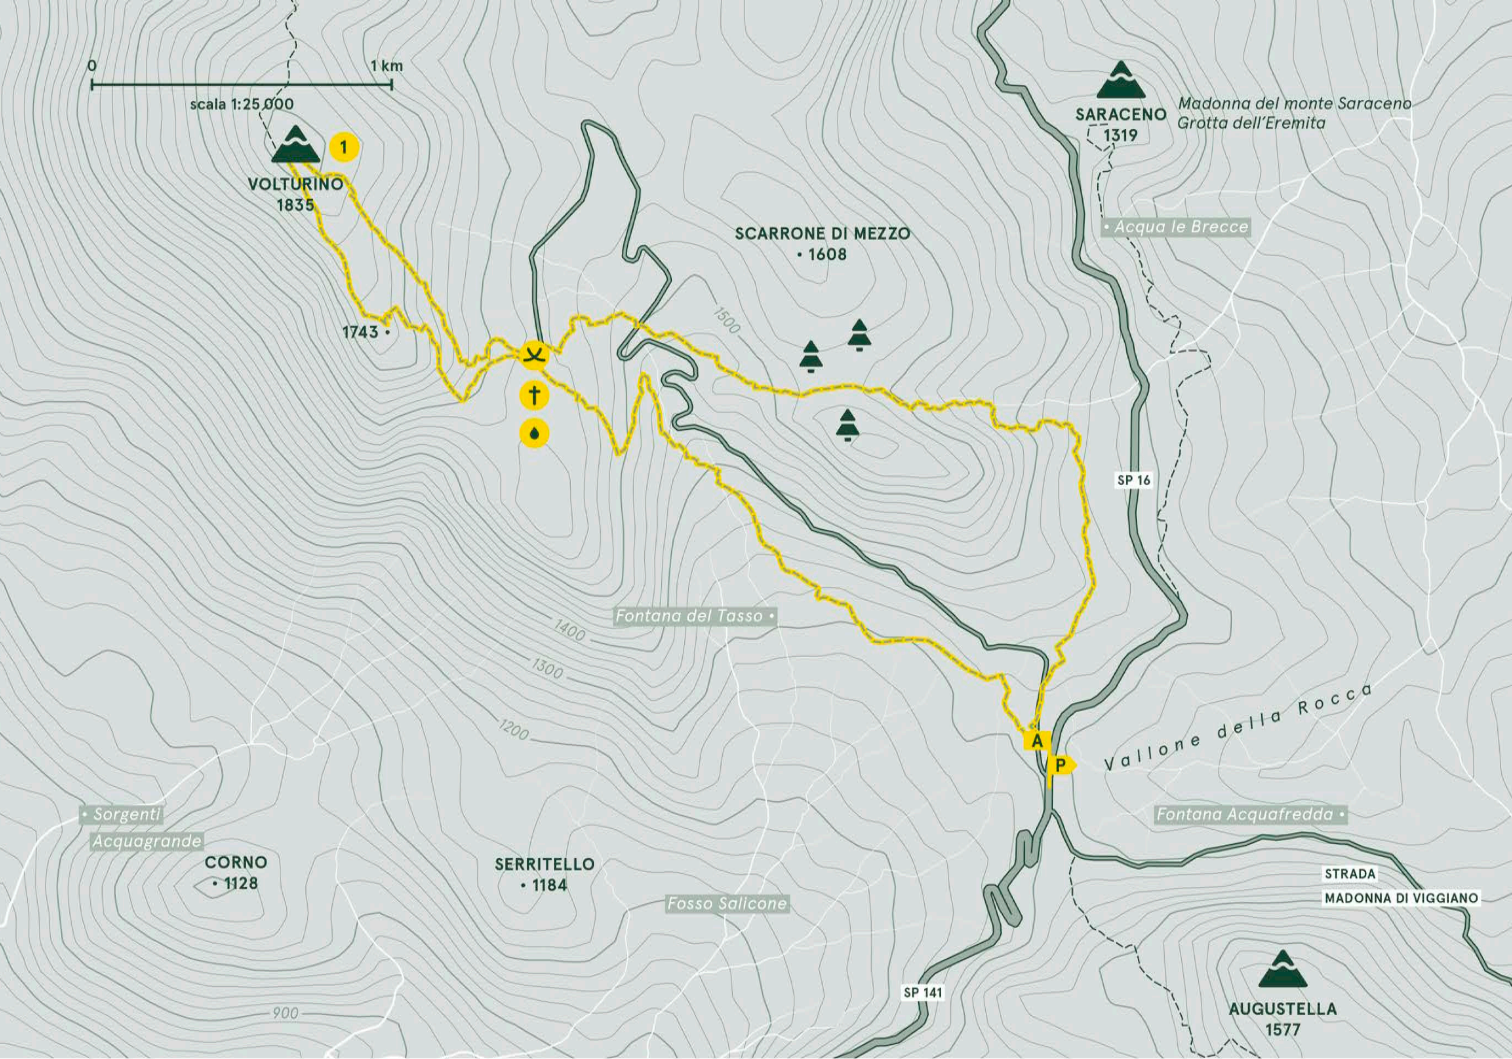 0 1 km
scala 1:25.000
SARACENO
1319
Madonna del monte Saraceno
Grotta dell'Eremita
1
VOLTURINO
1835
• Acqua le Brecce
SCARRONE DI MEZZO
• 1608
1743 •
1500
SP 16
Fontana del Tasso •
1400
1300
1200
Vallone della Rocca
A
P
• Sorgenti
Acquagrande
Fontana Acquafredda •
CORNO
• 1128
SERRITELLO
• 1184
STRADA
MADONNA DI VIGGIANO
Fosso Salicone
SP 141
900
AUGUSTELLA
1577